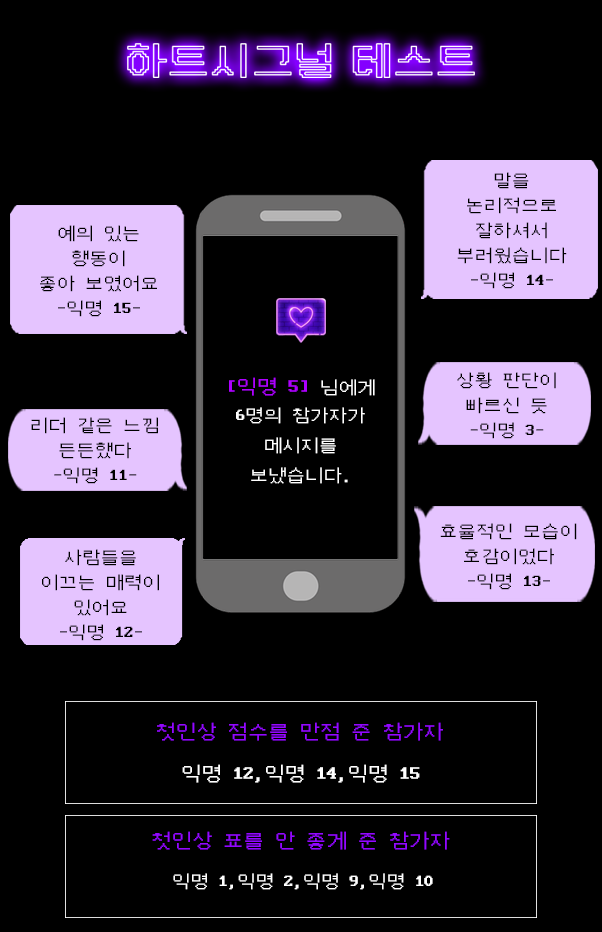 하트시그널 테스트
예의 있는
행동이
좋아 보였어요
-익명 15-
말을
논리적으로
잘하셔서
부러웠습니다
-익명 14-
[익명 5] 님에게
6명의 참가자가
메시지를
보냈습니다.
리더 같은 느낌
든든했다
-익명 11-
상황 판단이
빠르신 듯
-익명 3-
사람들을
이끄는 매력이
있어요
-익명 12-
효율적인 모습이
호감이었다
-익명 13-
첫인상 점수를 만점 준 참가자
익명 12,익명 14,익명 15
첫인상 표를 안 좋게 준 참가자
익명 1,익명 2,익명 9,익명 10